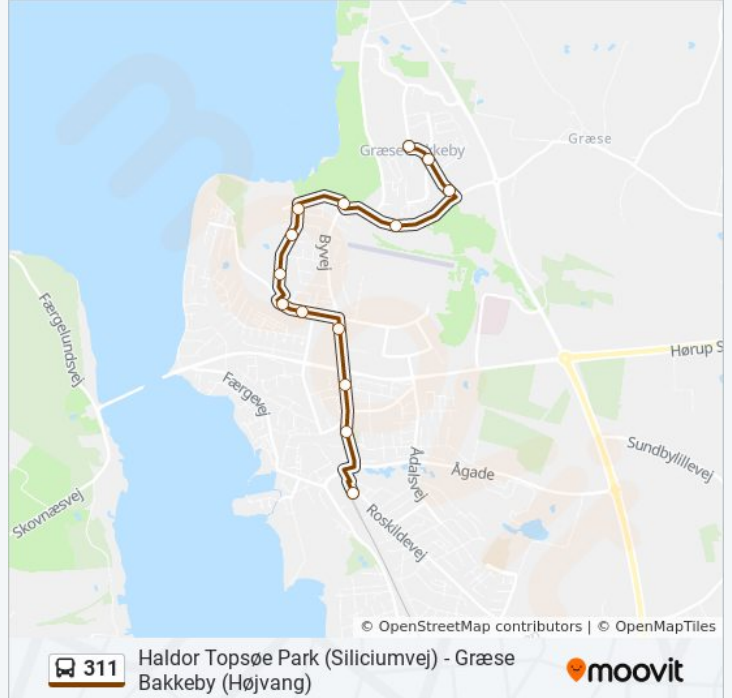 Græse Bakkeby
Græse
Byvej
Færgelundsvej
Hørup S
Færgevej
Sundbylillevej
Ådalsvej
Ågade
Skovnæsvej
Roskildevej
© OpenStreetMap contributors | © OpenMapTiles
311
Haldor Topsøe Park (Siliciumvej) - Græse
Bakkeby (Højvang)
moovit